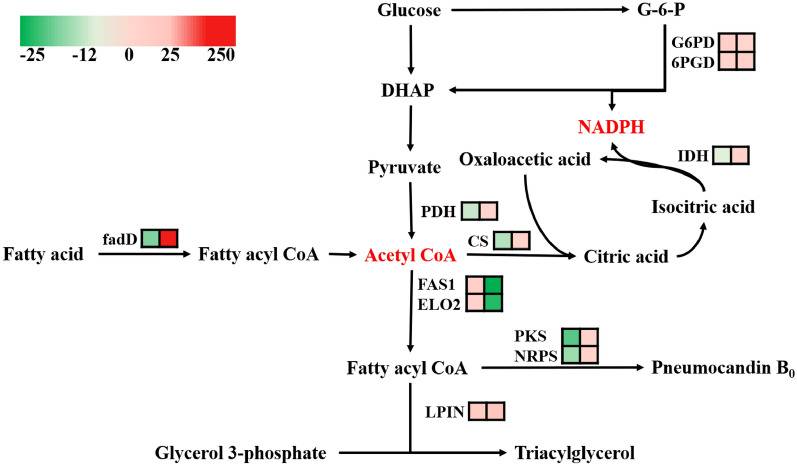 Glucose G-6-P
-25 -12 0 25 250
G6PD
6PGD
DHAP
NADPH
Oxaloacetic acid IDH
Pyruvate
Isocitric acid
PDH
fadD CS
Fatty acid Fatty acyl CoA Acetyl CoA Citric acid
FAS1
ELO2
PKS
NRPS
Fatty acyl CoA Pneumocandin B₀
LPIN
Glycerol 3-phosphate Triacylglycerol